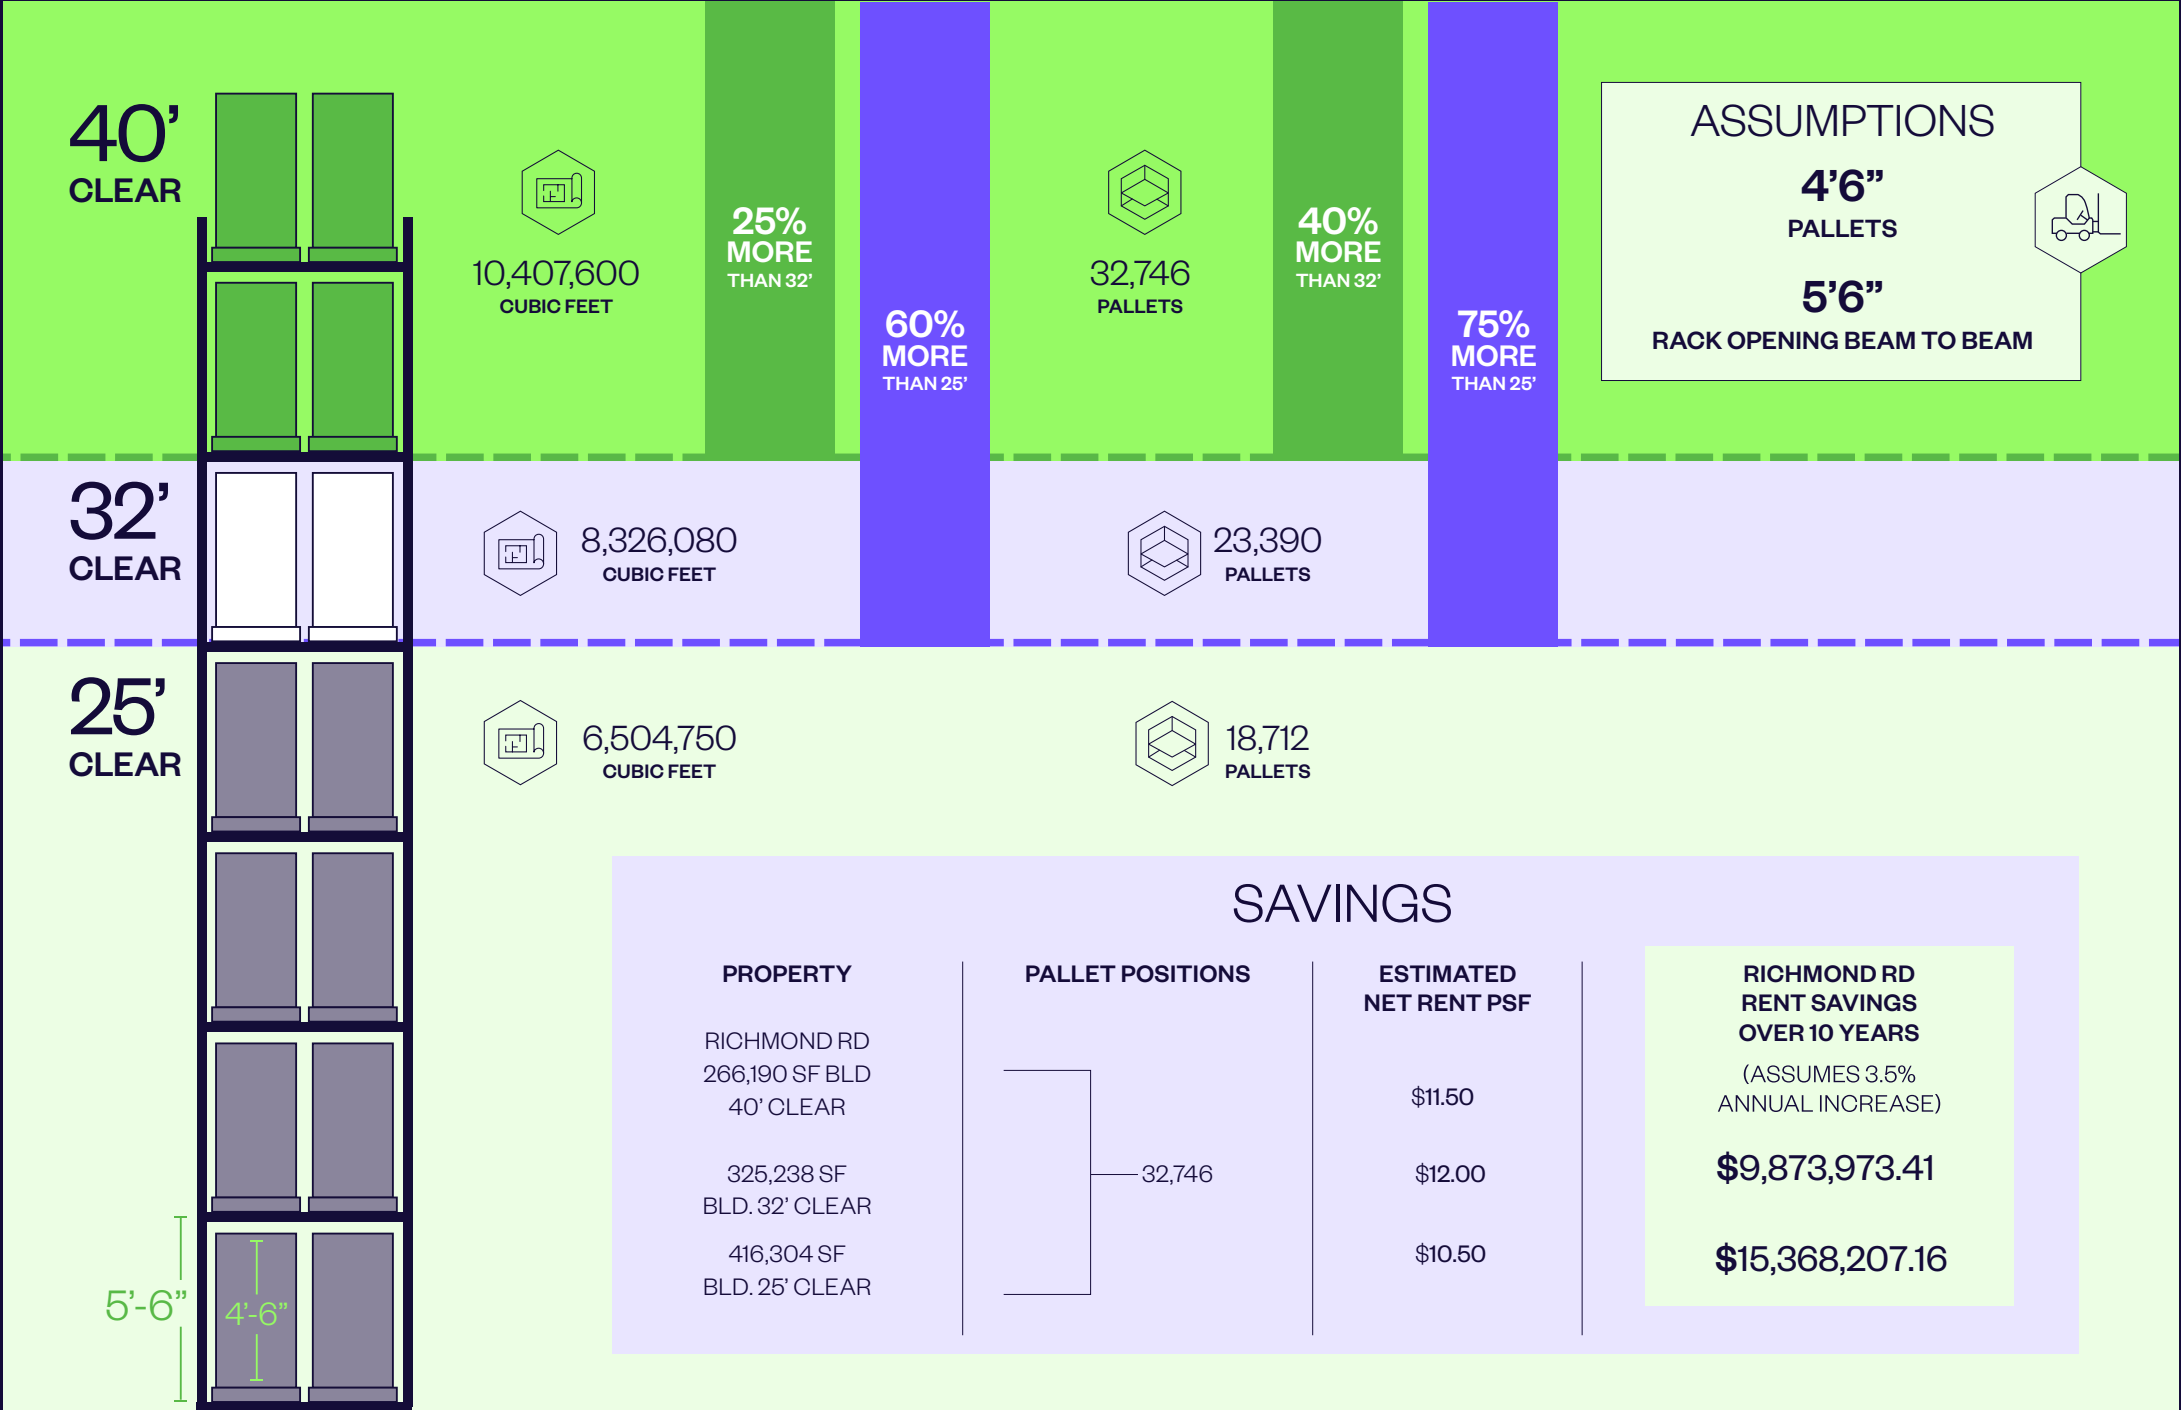 40’
CLEAR
10,407,600
CUBIC FEET
25%
MORE
THAN 32’
60%
MORE
THAN 25’
32,746
PALLETS
40%
MORE
THAN 32’
75%
MORE
THAN 25’
ASSUMPTIONS
4’6”
PALLETS
5’6”
RACK OPENING BEAM TO BEAM
32’
CLEAR
8,326,080
CUBIC FEET
23,390
PALLETS
25’
CLEAR
6,504,750
CUBIC FEET
18,712
PALLETS
5’-6”
4’-6”
SAVINGS
PROPERTY
RICHMOND RD
266,190 SF BLD
40’ CLEAR
325,238 SF
BLD. 32’ CLEAR
416,304 SF
BLD. 25’ CLEAR
PALLET POSITIONS
32,746
ESTIMATED
NET RENT PSF
$11.50
$12.00
$10.50
RICHMOND RD
RENT SAVINGS
OVER 10 YEARS
(ASSUMES 3.5%
ANNUAL INCREASE)
$9,873,973.41
$15,368,207.16